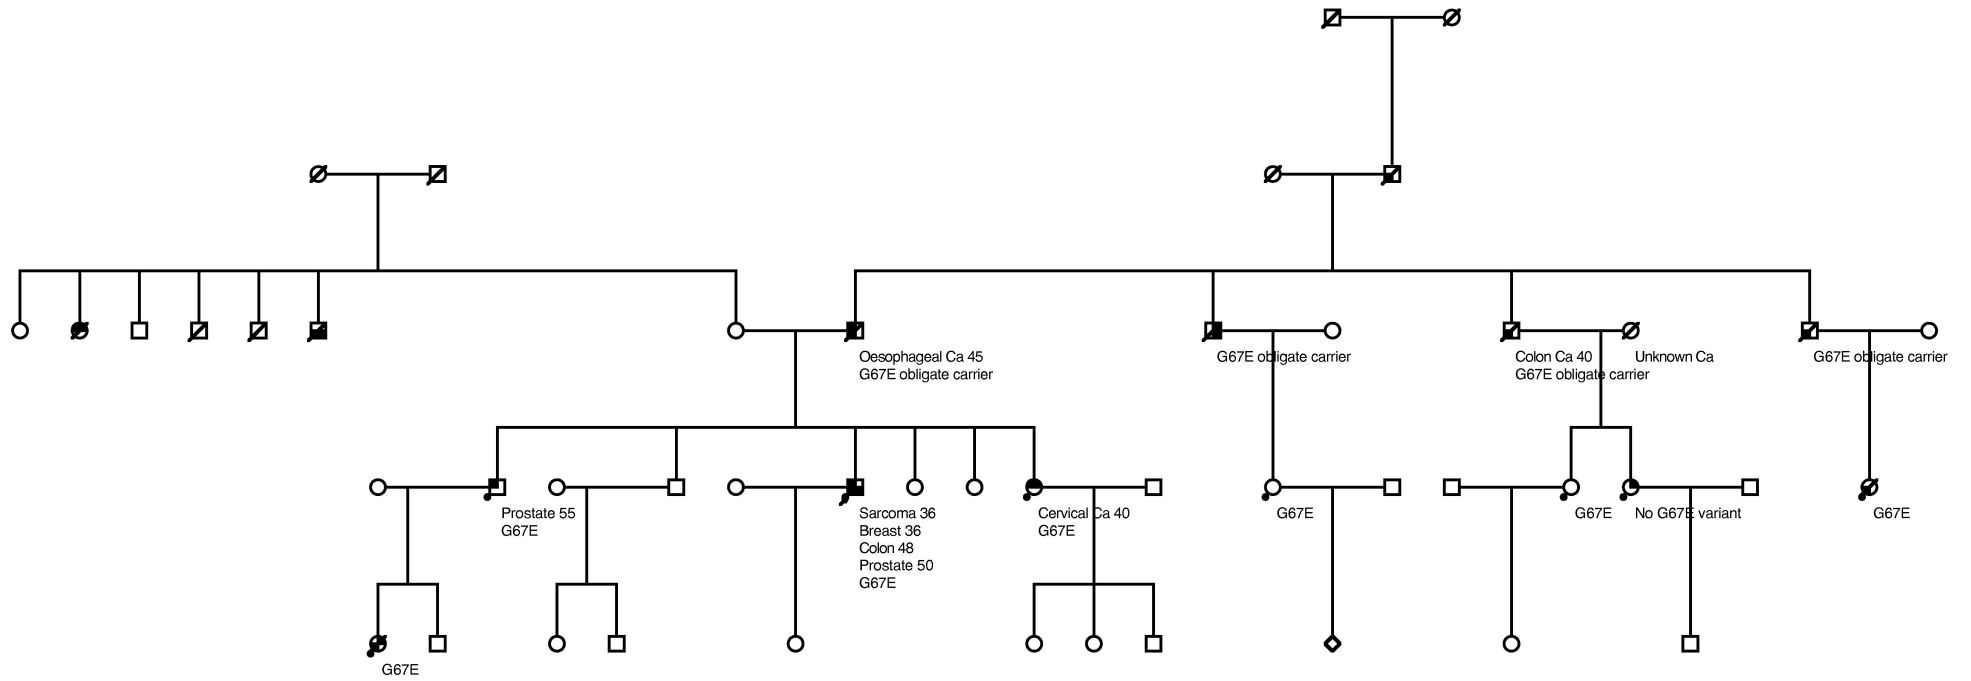 Oesophageal Ca 45
G67E obligate carrier
G67E obligate carrier
Colon Ca 40
G67E obligate carrier
Unknown Ca
G67E obligate carrier
Prostate 55
G67E
Sarcoma 36
Breast 36
Colon 48
Prostate 50
G67E
Cervical Ca 40
G67E
G67E
G67E
No G67E variant
G67E
G67E